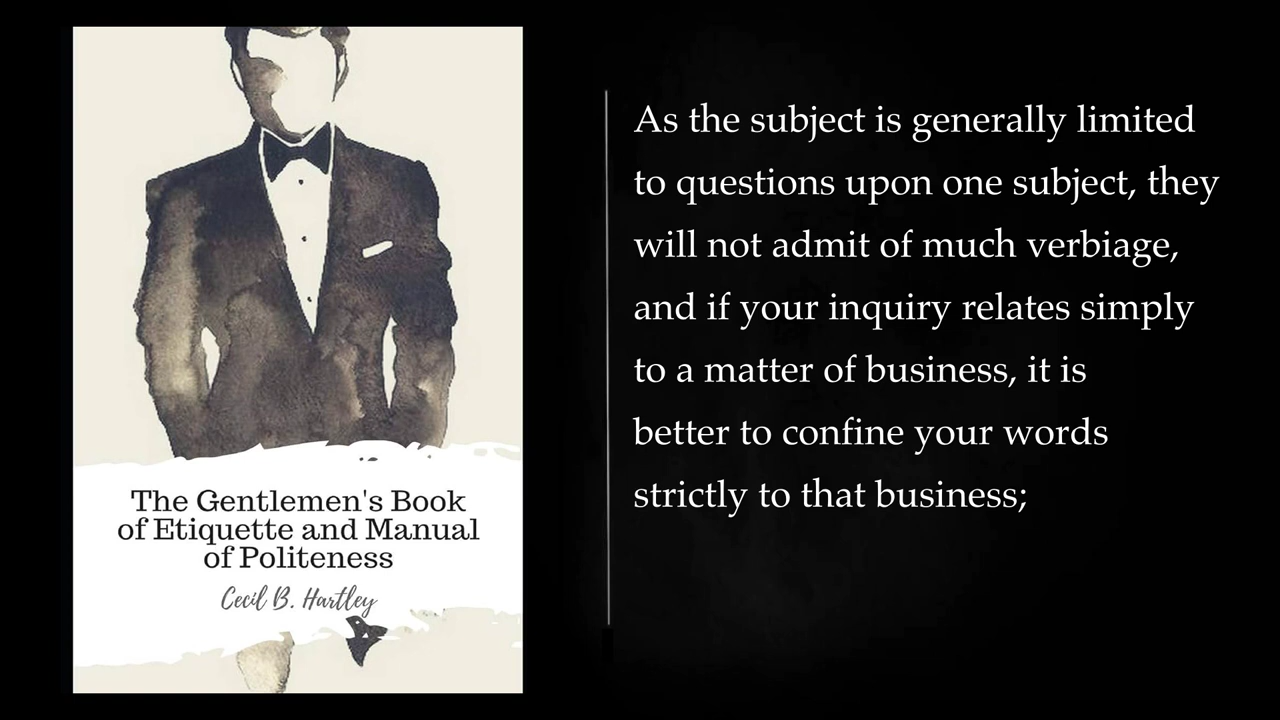 The Gentlemen's Book
of Etiquette and Manual
of Politeness
Cecil B. Hartley
As the subject is generally limited
to questions upon one subject, they
will not admit of much verbiage,
and if your inquiry relates simply
to a matter of business, it is
better to confine your words
strictly to that business;